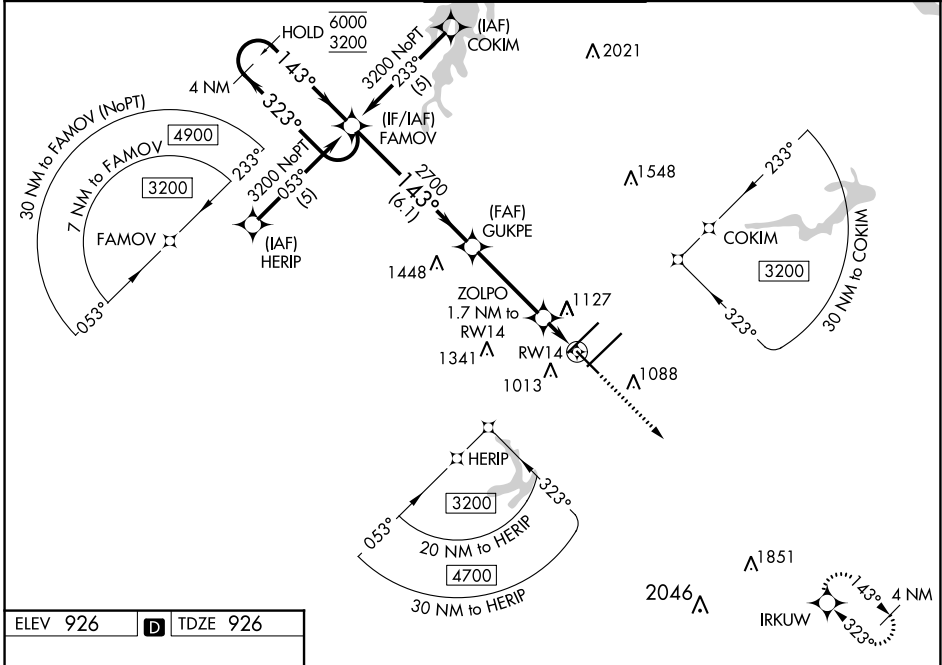 HOLD 6000
3200
4 NM
143°
323°
3200 NoPT
233°
(5)
(IAF)
COKIM
2021
(IF/IAF)
FAMOV
30 NM to FAMOV (NoPT)
4900
7 NM to FAMOV
3200
233°
FAMOV
053°
3200 NoPT
053°
(5)
(IAF)
HERIP
2700
143°
(6.1)
(FAF)
GUKPE
1548
1448
ZOLPO
1.7 NM to
RW14
1127
1341
RW14
1013
1088
233°
COKIM
3200
30 NM to COKIM
323°
HERIP
3200
053°
323°
20 NM to HERIP
4700
30 NM to HERIP
1851
2046
IRKUW
143°
4 NM
323°
ELEV 926 D TDZE 926